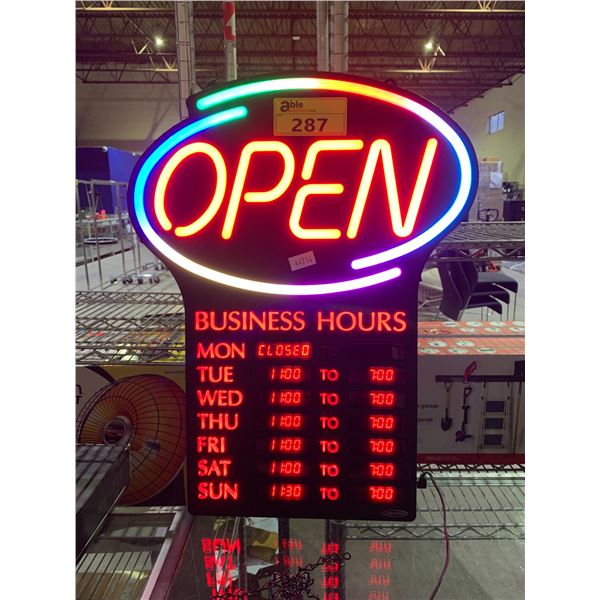 able
287
OPEN
44714
BUSINESS HOURS
MON CLOSED
TUE 11:00 TO 7:00
WED 11:00 TO 7:00
THU 11:00 TO 7:00
FRI 11:00 TO 7:00
SAT 11:00 TO 7:00
SUN 11:30 TO 7:00
garage